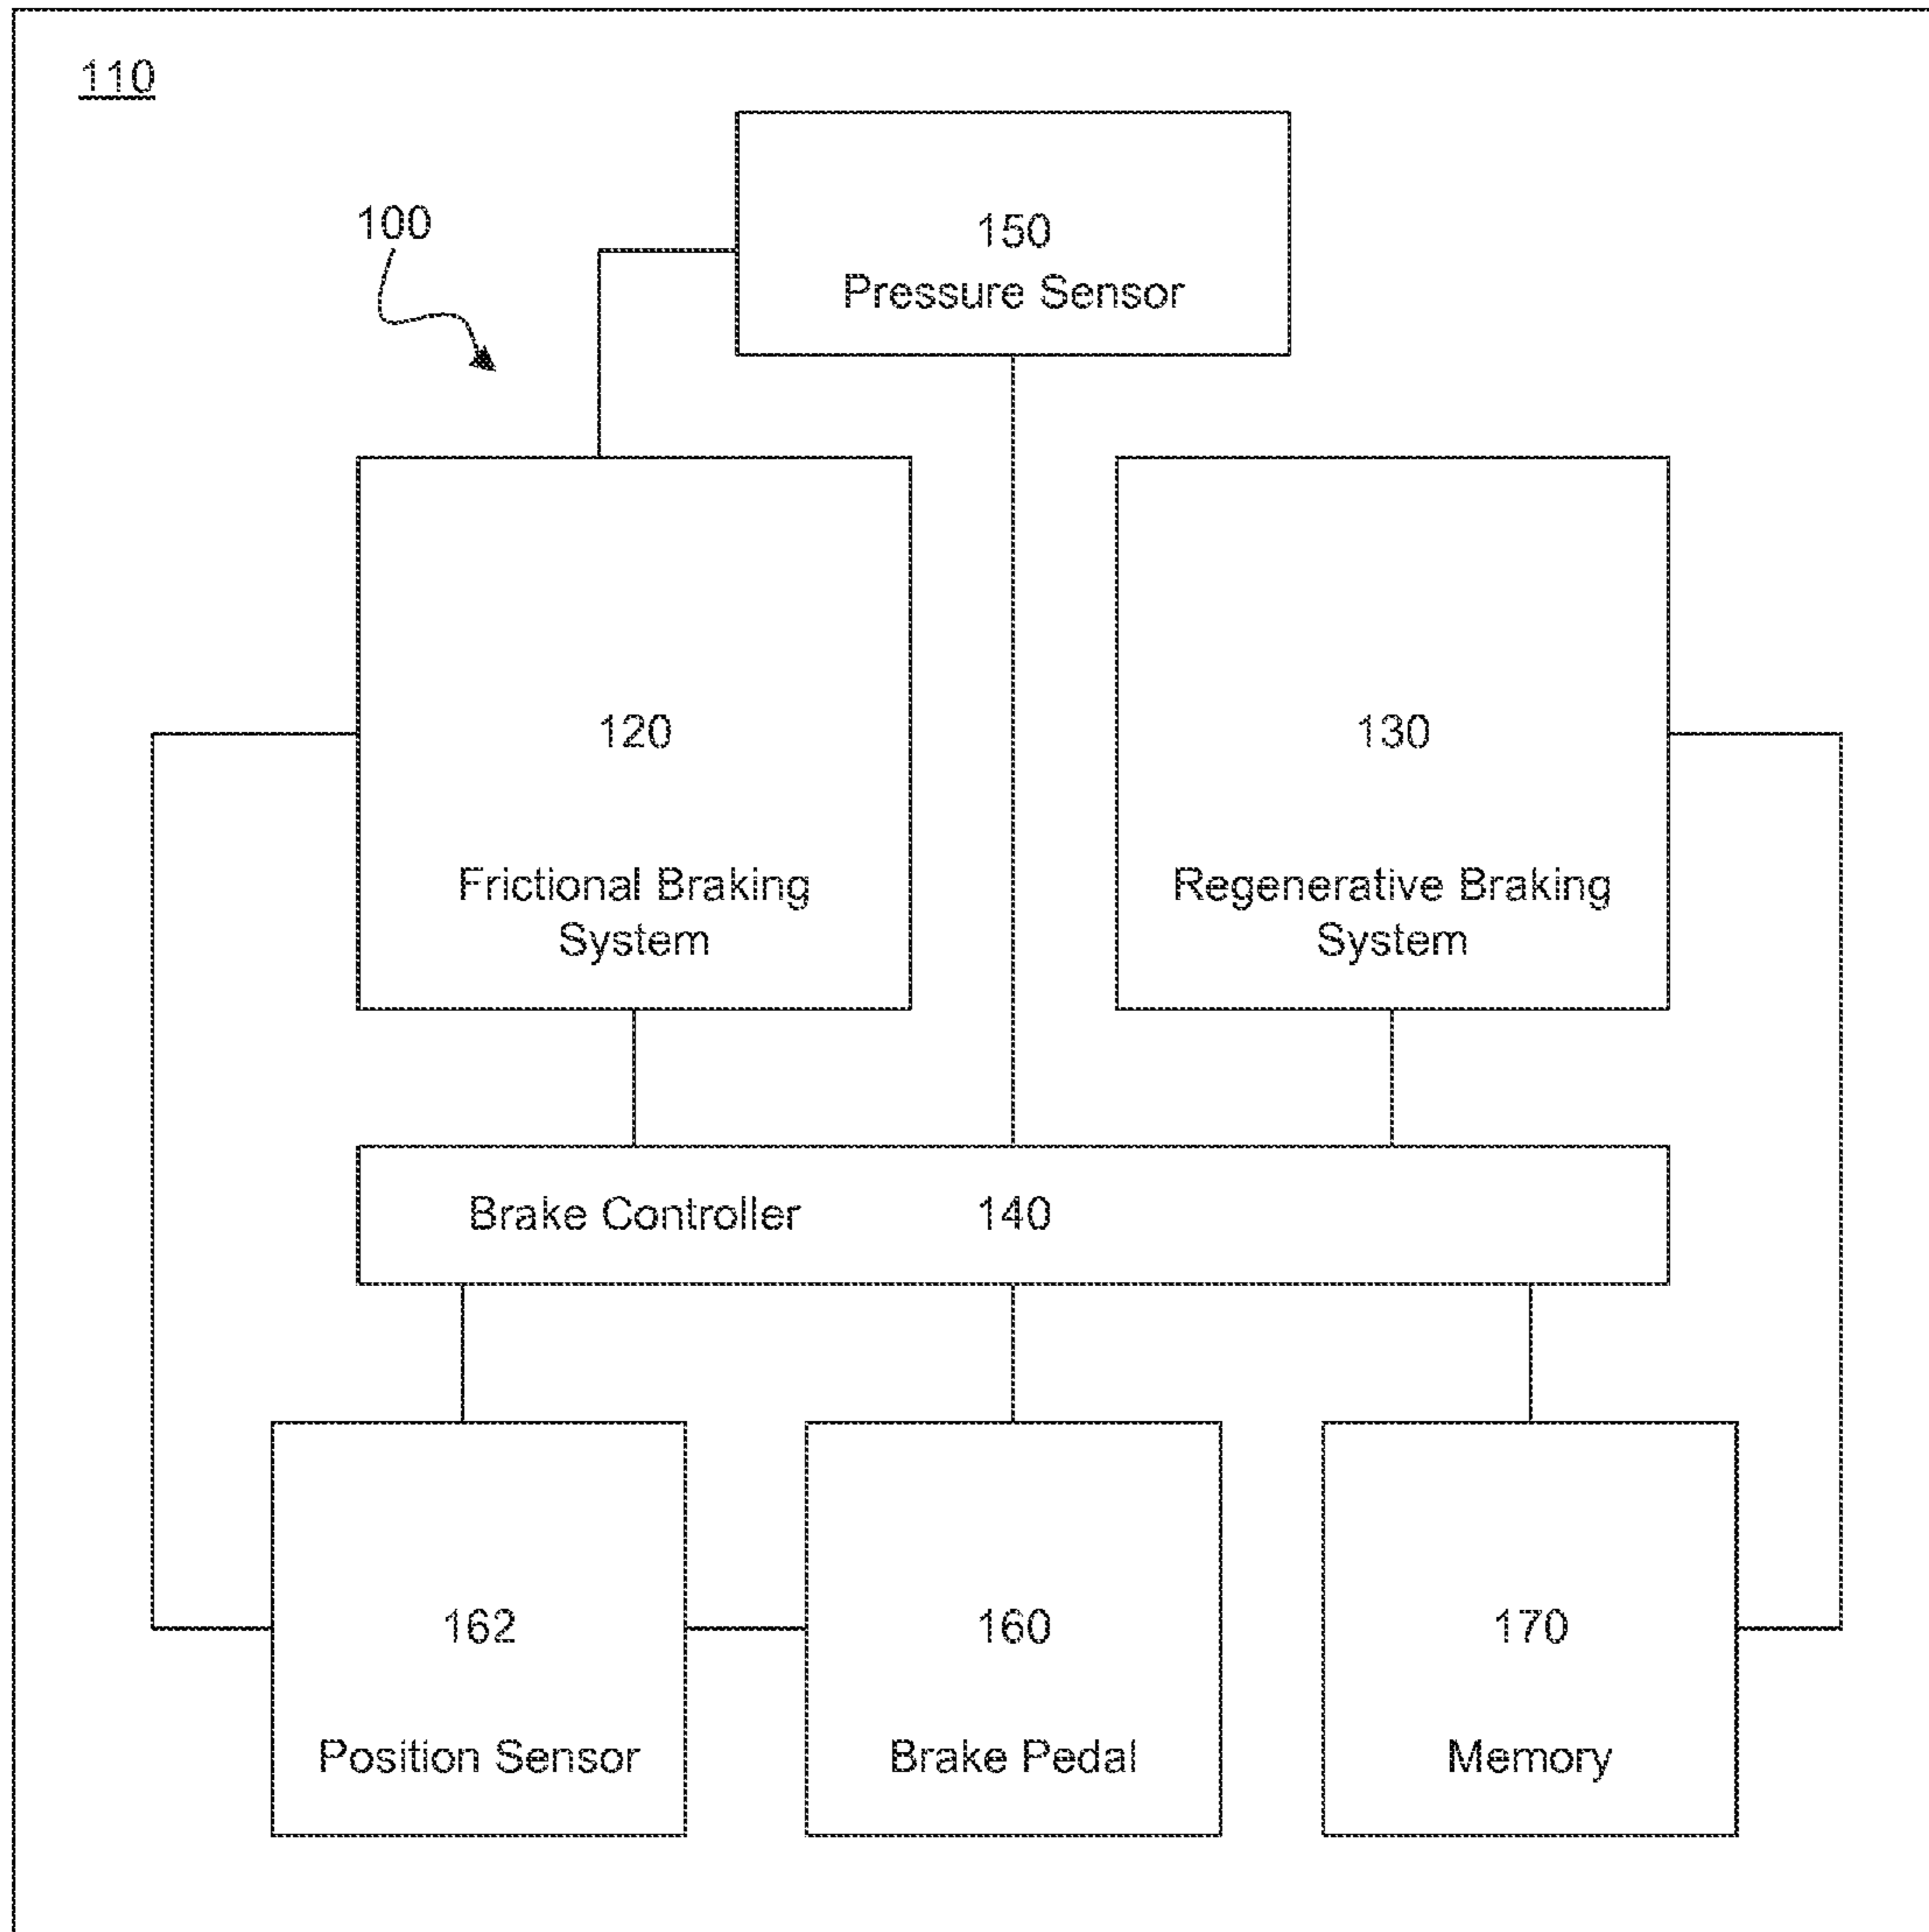 110
100
150
Pressure Sensor
120
Frictional Braking
System
130
Regenerative Braking
System
Brake Controller 140
162
Position Sensor
160
Brake Pedal
170
Memory